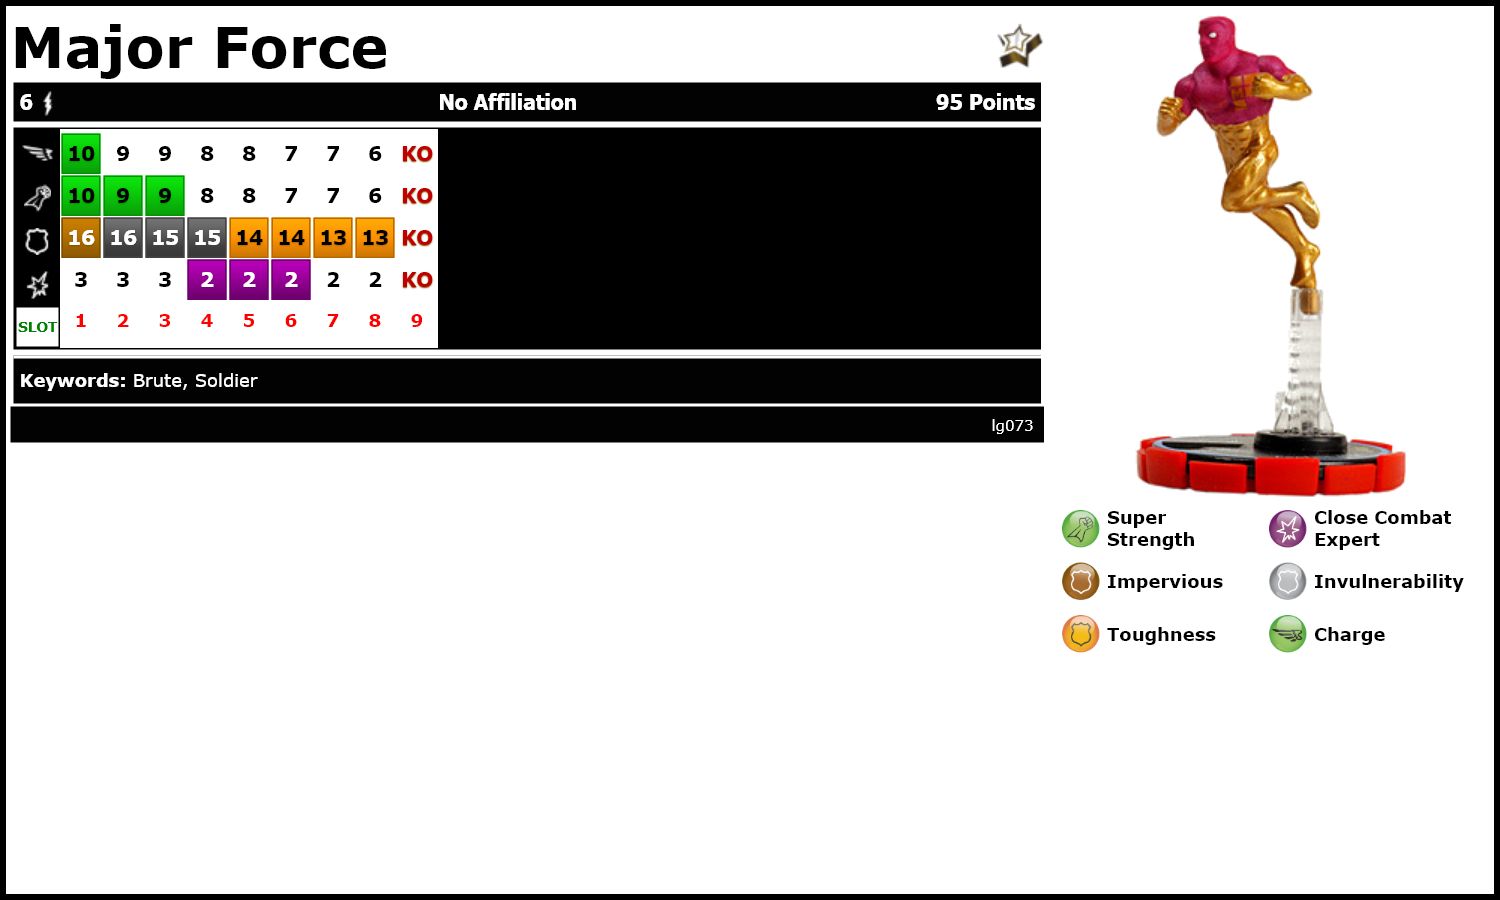 Major Force
6 No Affiliation 95 Points
10 9 9 8 8 7 7 6 KO
10 9 9 8 8 7 7 6 KO
16 16 15 15 14 14 13 13 KO
3 3 3 2 2 2 2 2 KO
SLOT 1 2 3 4 5 6 7 8 9
Keywords: Brute, Soldier
lg073
Super Strength
Close Combat Expert
Impervious
Invulnerability
Toughness
Charge